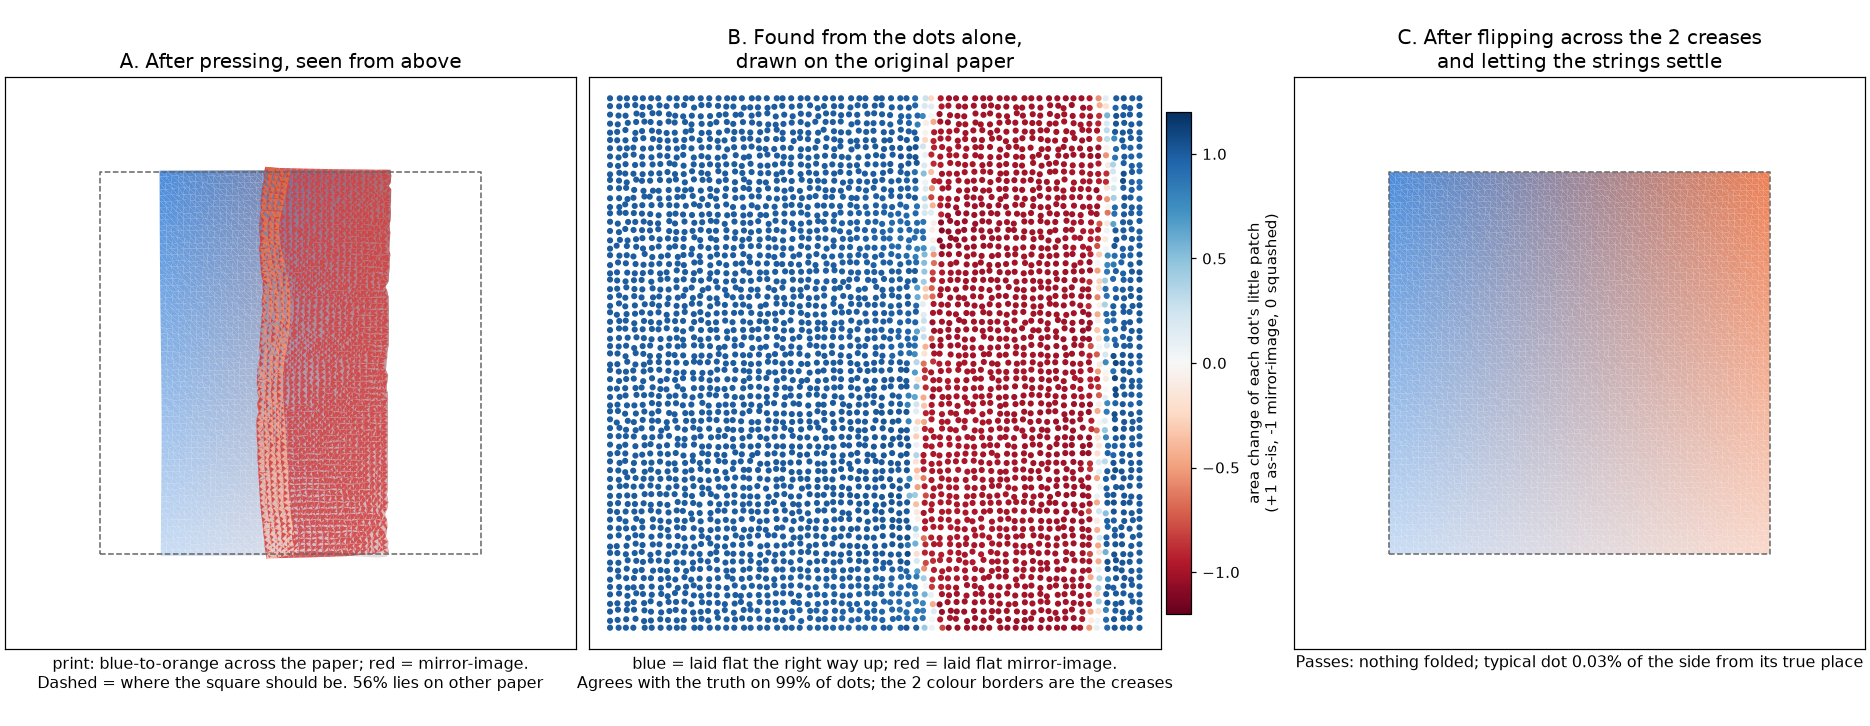 A. After pressing, seen from above
print: blue-to-orange across the paper; red = mirror-image.
Dashed = where the square should be. 56% lies on other paper
B. Found from the dots alone,
drawn on the original paper
blue = laid flat the right way up; red = laid flat mirror-image.
Agrees with the truth on 99% of dots; the 2 colour borders are the creases
1.0
0.5
0.0
−0.5
−1.0
area change of each dot's little patch
(+1 as-is, -1 mirror-image, 0 squashed)
C. After flipping across the 2 creases
and letting the strings settle
Passes: nothing folded; typical dot 0.03% of the side from its true place